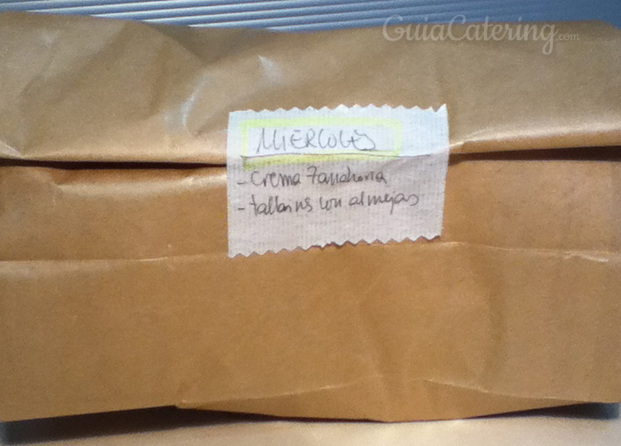 GuiaCatering.com
MIERCOLES
- Crema Zanahoria
- tallarines con almejas